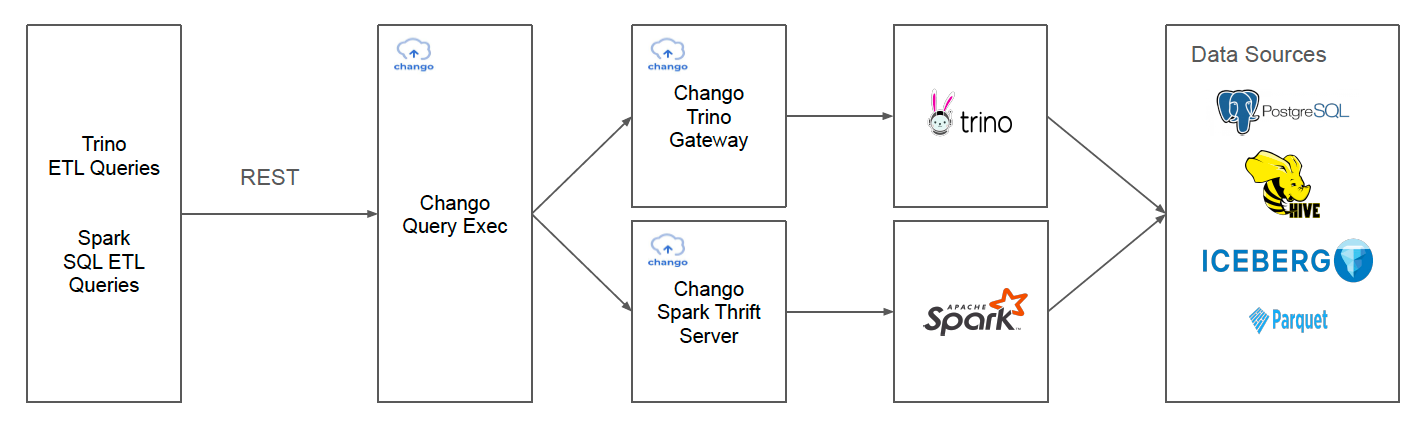 Trino
ETL Queries
Spark
SQL ETL
Queries
REST
chango
Chango
Query Exec
chango
Chango
Trino
Gateway
chango
Chango
Spark Thrift
Server
trino
APACHE
Spark™
Data Sources
PostgreSQL
HIVE
ICEBERG
Parquet